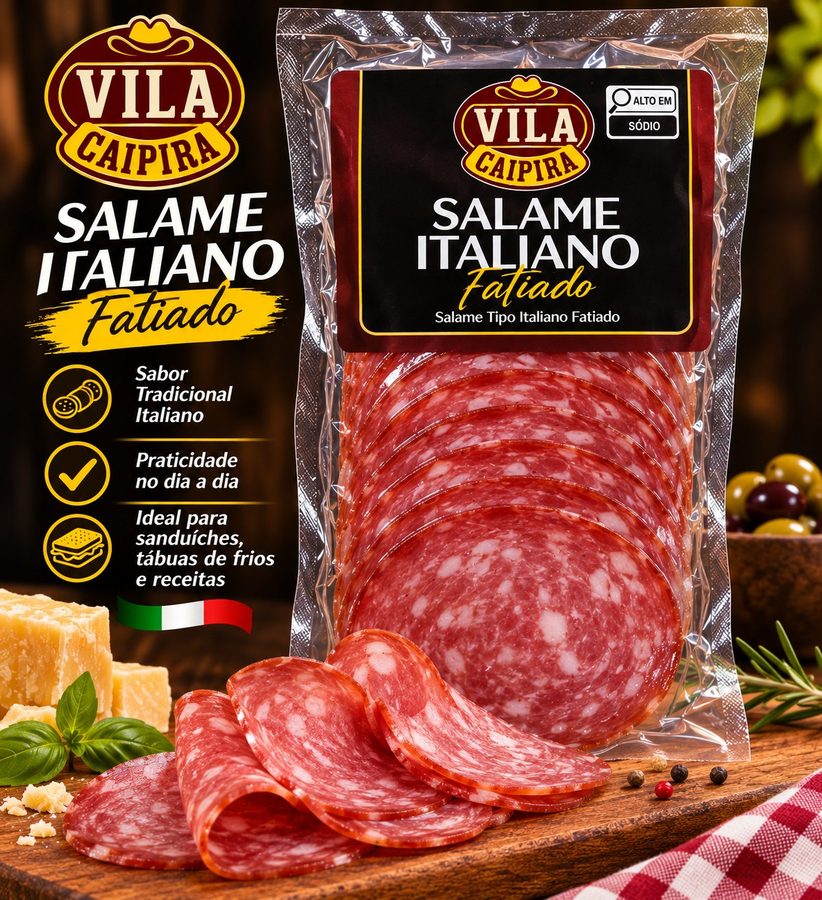 VILA
CAIPIRA
SALAME
ITALIANO
Fatiado
Sabor
Tradicional
Italiano
Praticidade
no dia a dia
Ideal para
sanduíches,
tábuas de frios
e receitas
VILA
CAIPIRA
ALTO EM
SÓDIO
SALAME
ITALIANO
Fatiado
Salame Tipo Italiano Fatiado